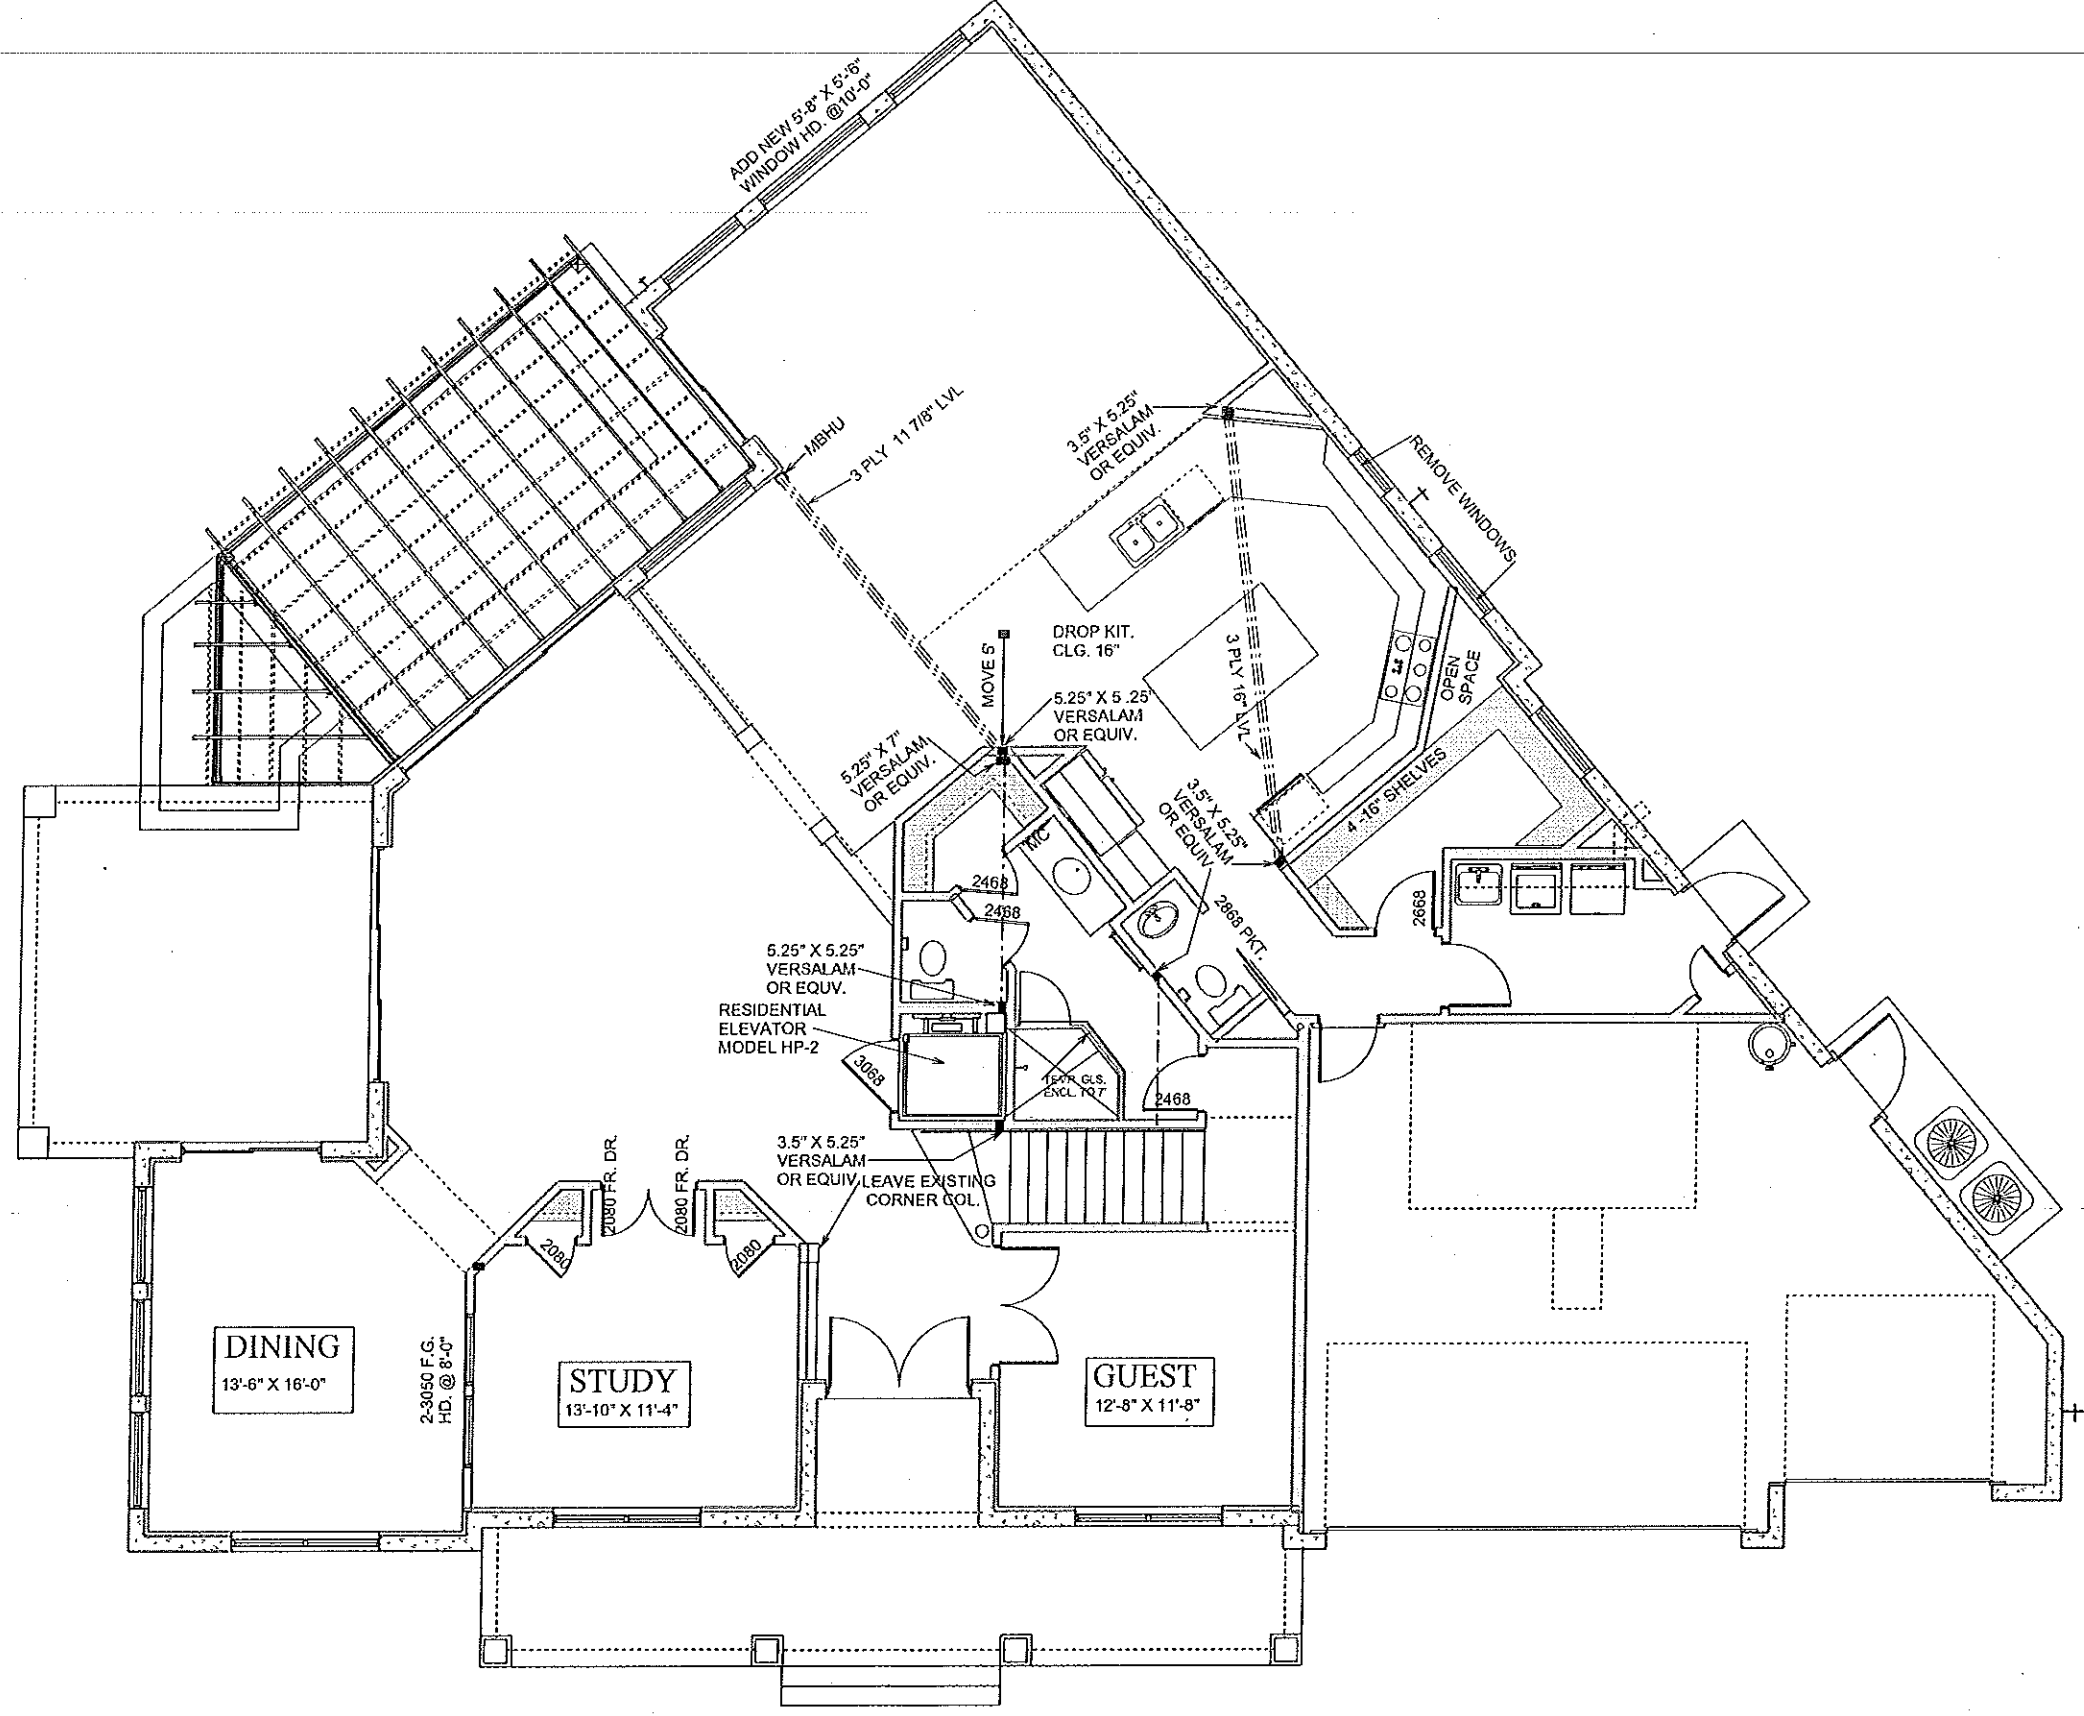 ADD NEW 5'-8" X 5'-6"
WINDOW HD. @10'-0"
MBHU
3 PLY 11 7/8" LVL
3.5" X 5.25"
VERSALAM
OR EQUIV.
REMOVE WINDOWS
MOVE 5'
DROP KIT.
CLG. 16"
3 PLY 16" LVL
OPEN
SPACE
5.25" X 5.25"
VERSALAM
OR EQUIV.
5.25" X 7"
VERSALAM
OR EQUIV.
3.5" X 5.25"
VERSALAM
OR EQUIV
4 -16" SHELVES
MC
2468
2468
2868 PKT.
2668
5.25" X 5.25"
VERSALAM
OR EQUV.
RESIDENTIAL
ELEVATOR
MODEL HP-2
3068
GLS.
ENCL. TO 7'
2468
3.5" X 5.25"
VERSALAM
OR EQUIV.
LEAVE EXISTING
CORNER COL.
2080 FR. DR.
2080 FR. DR.
2080
2080
2-3050 F.G.
HD. @ 8'-0"
DINING
13'-6" X 16'-0"
STUDY
13'-10" X 11'-4"
GUEST
12'-8" X 11'-8"